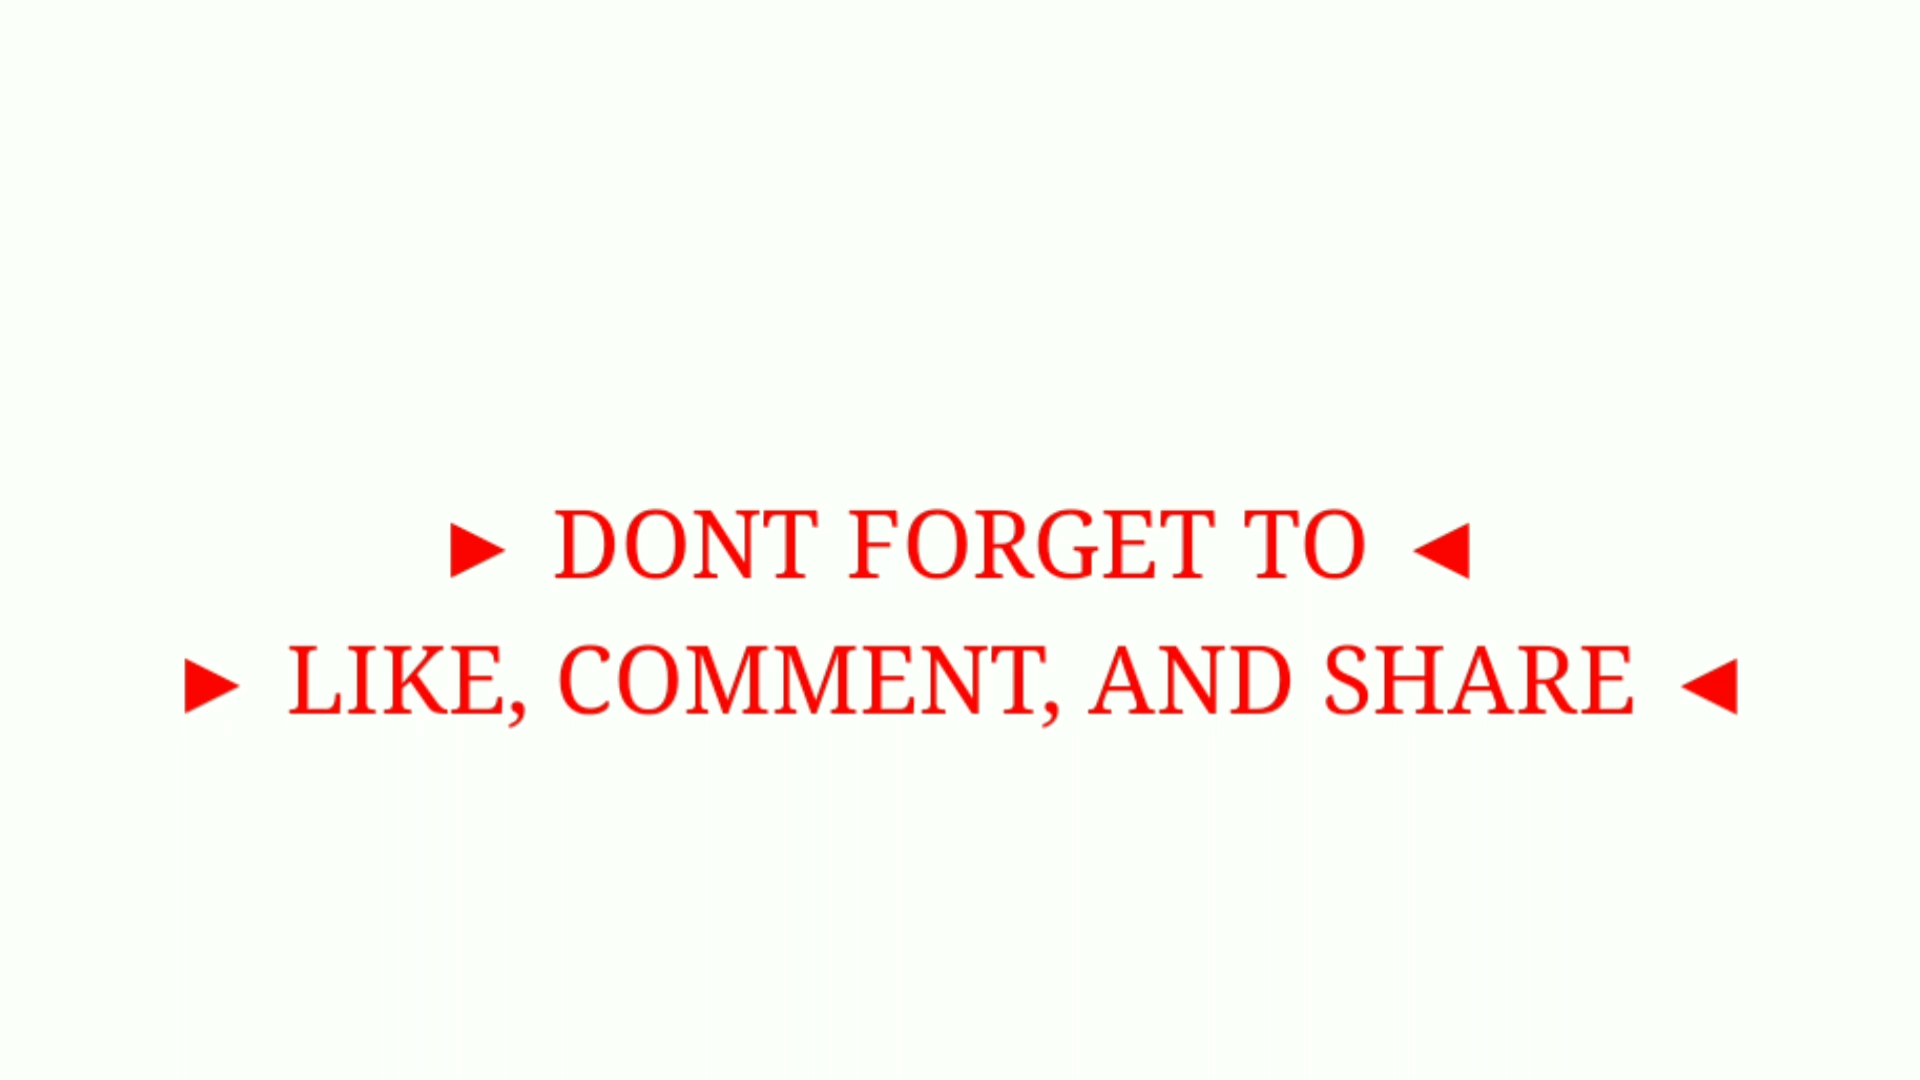 ► DONT FORGET TO ◄
► LIKE, COMMENT, AND SHARE ◄